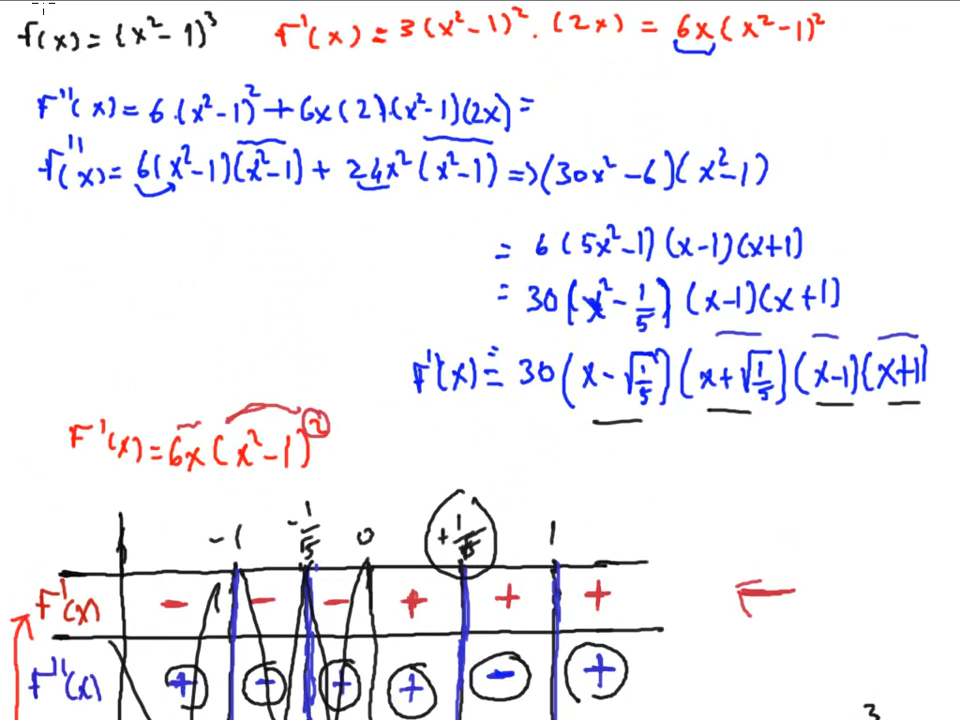 f(x) = (x² - 1)³ f'(x) = 3(x² - 1)² . (2x) = 6x(x² - 1)²
f''(x) = 6.(x² - 1)² + 6x(2).(x² - 1)(2x) =
f''(x) = 6(x² - 1)(x² - 1) + 24x²(x² - 1) => (30x² - 6)(x² - 1)
= 6(5x² - 1)(x - 1)(x + 1)
= 30(x² - 1/5)(x - 1)(x + 1)
f''(x) = 30(x - √1/5)(x + √1/5)(x - 1)(x + 1)
f'(x) = 6x(x² - 1)²
-1 -1/√5 0 +1/√5 1
f'(x) - - - + + +
f''(x) + - + + - +
3